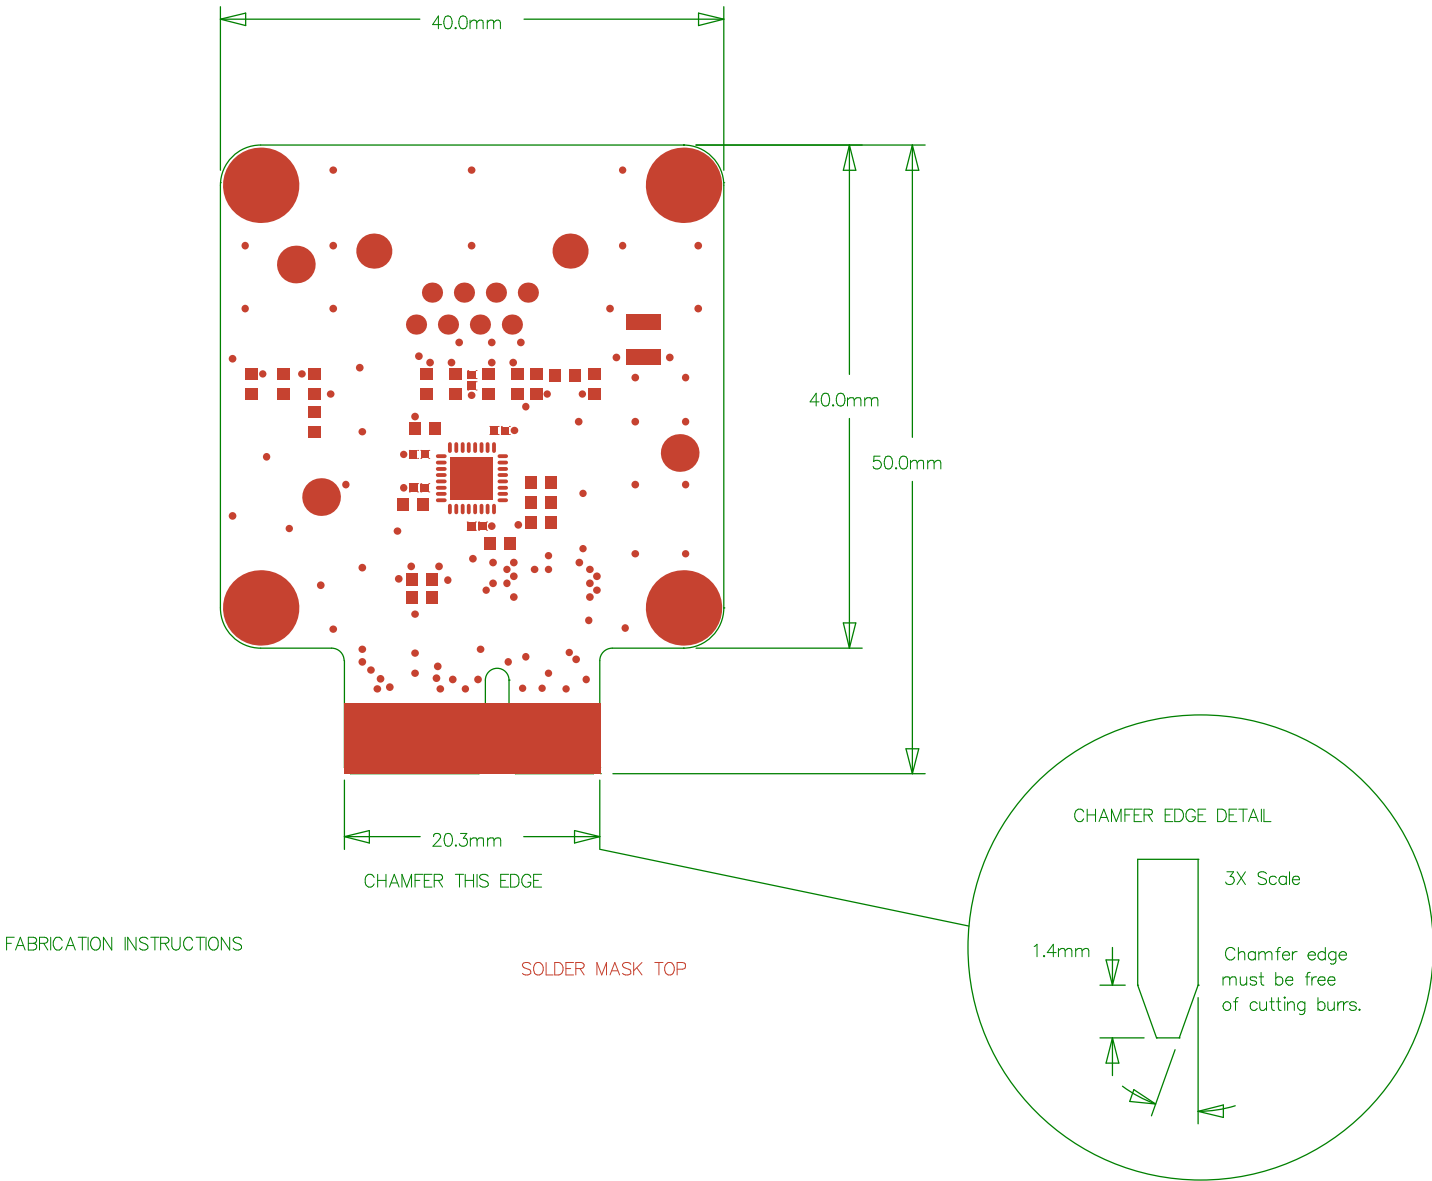 40.0mm
40.0mm
50.0mm
20.3mm
CHAMFER THIS EDGE
FABRICATION INSTRUCTIONS
SOLDER MASK TOP
CHAMFER EDGE DETAIL
3X Scale
1.4mm
Chamfer edge
must be free
of cutting burrs.